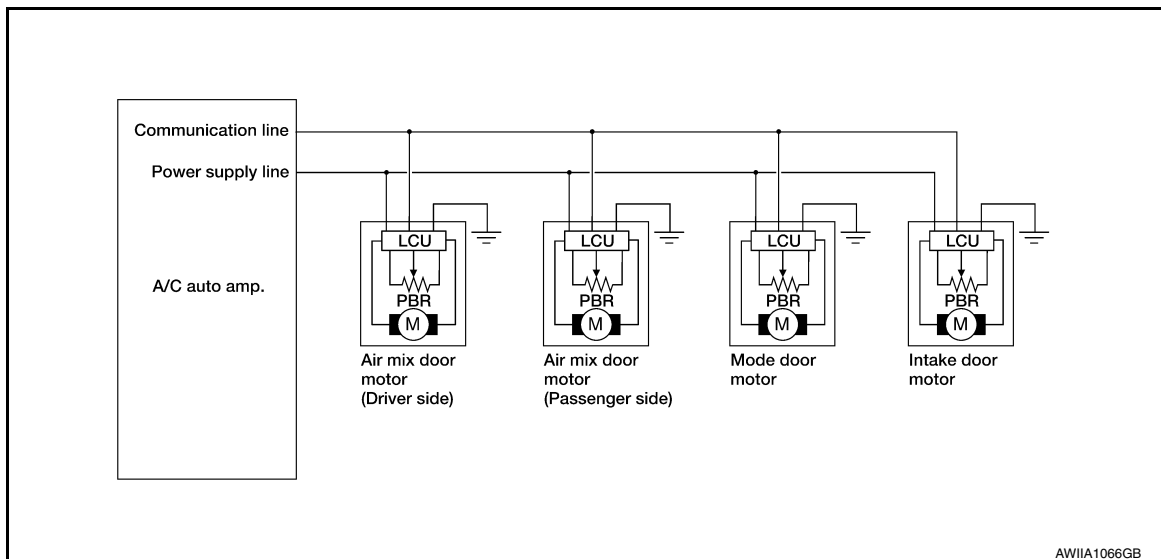 Communication line
Power supply line
A/C auto amp.
LCU
PBR
M
Air mix door
motor
(Driver side)
LCU
PBR
M
Air mix door
motor
(Passenger side)
LCU
PBR
M
Mode door
motor
LCU
PBR
M
Intake door
motor
AWIIA1066GB